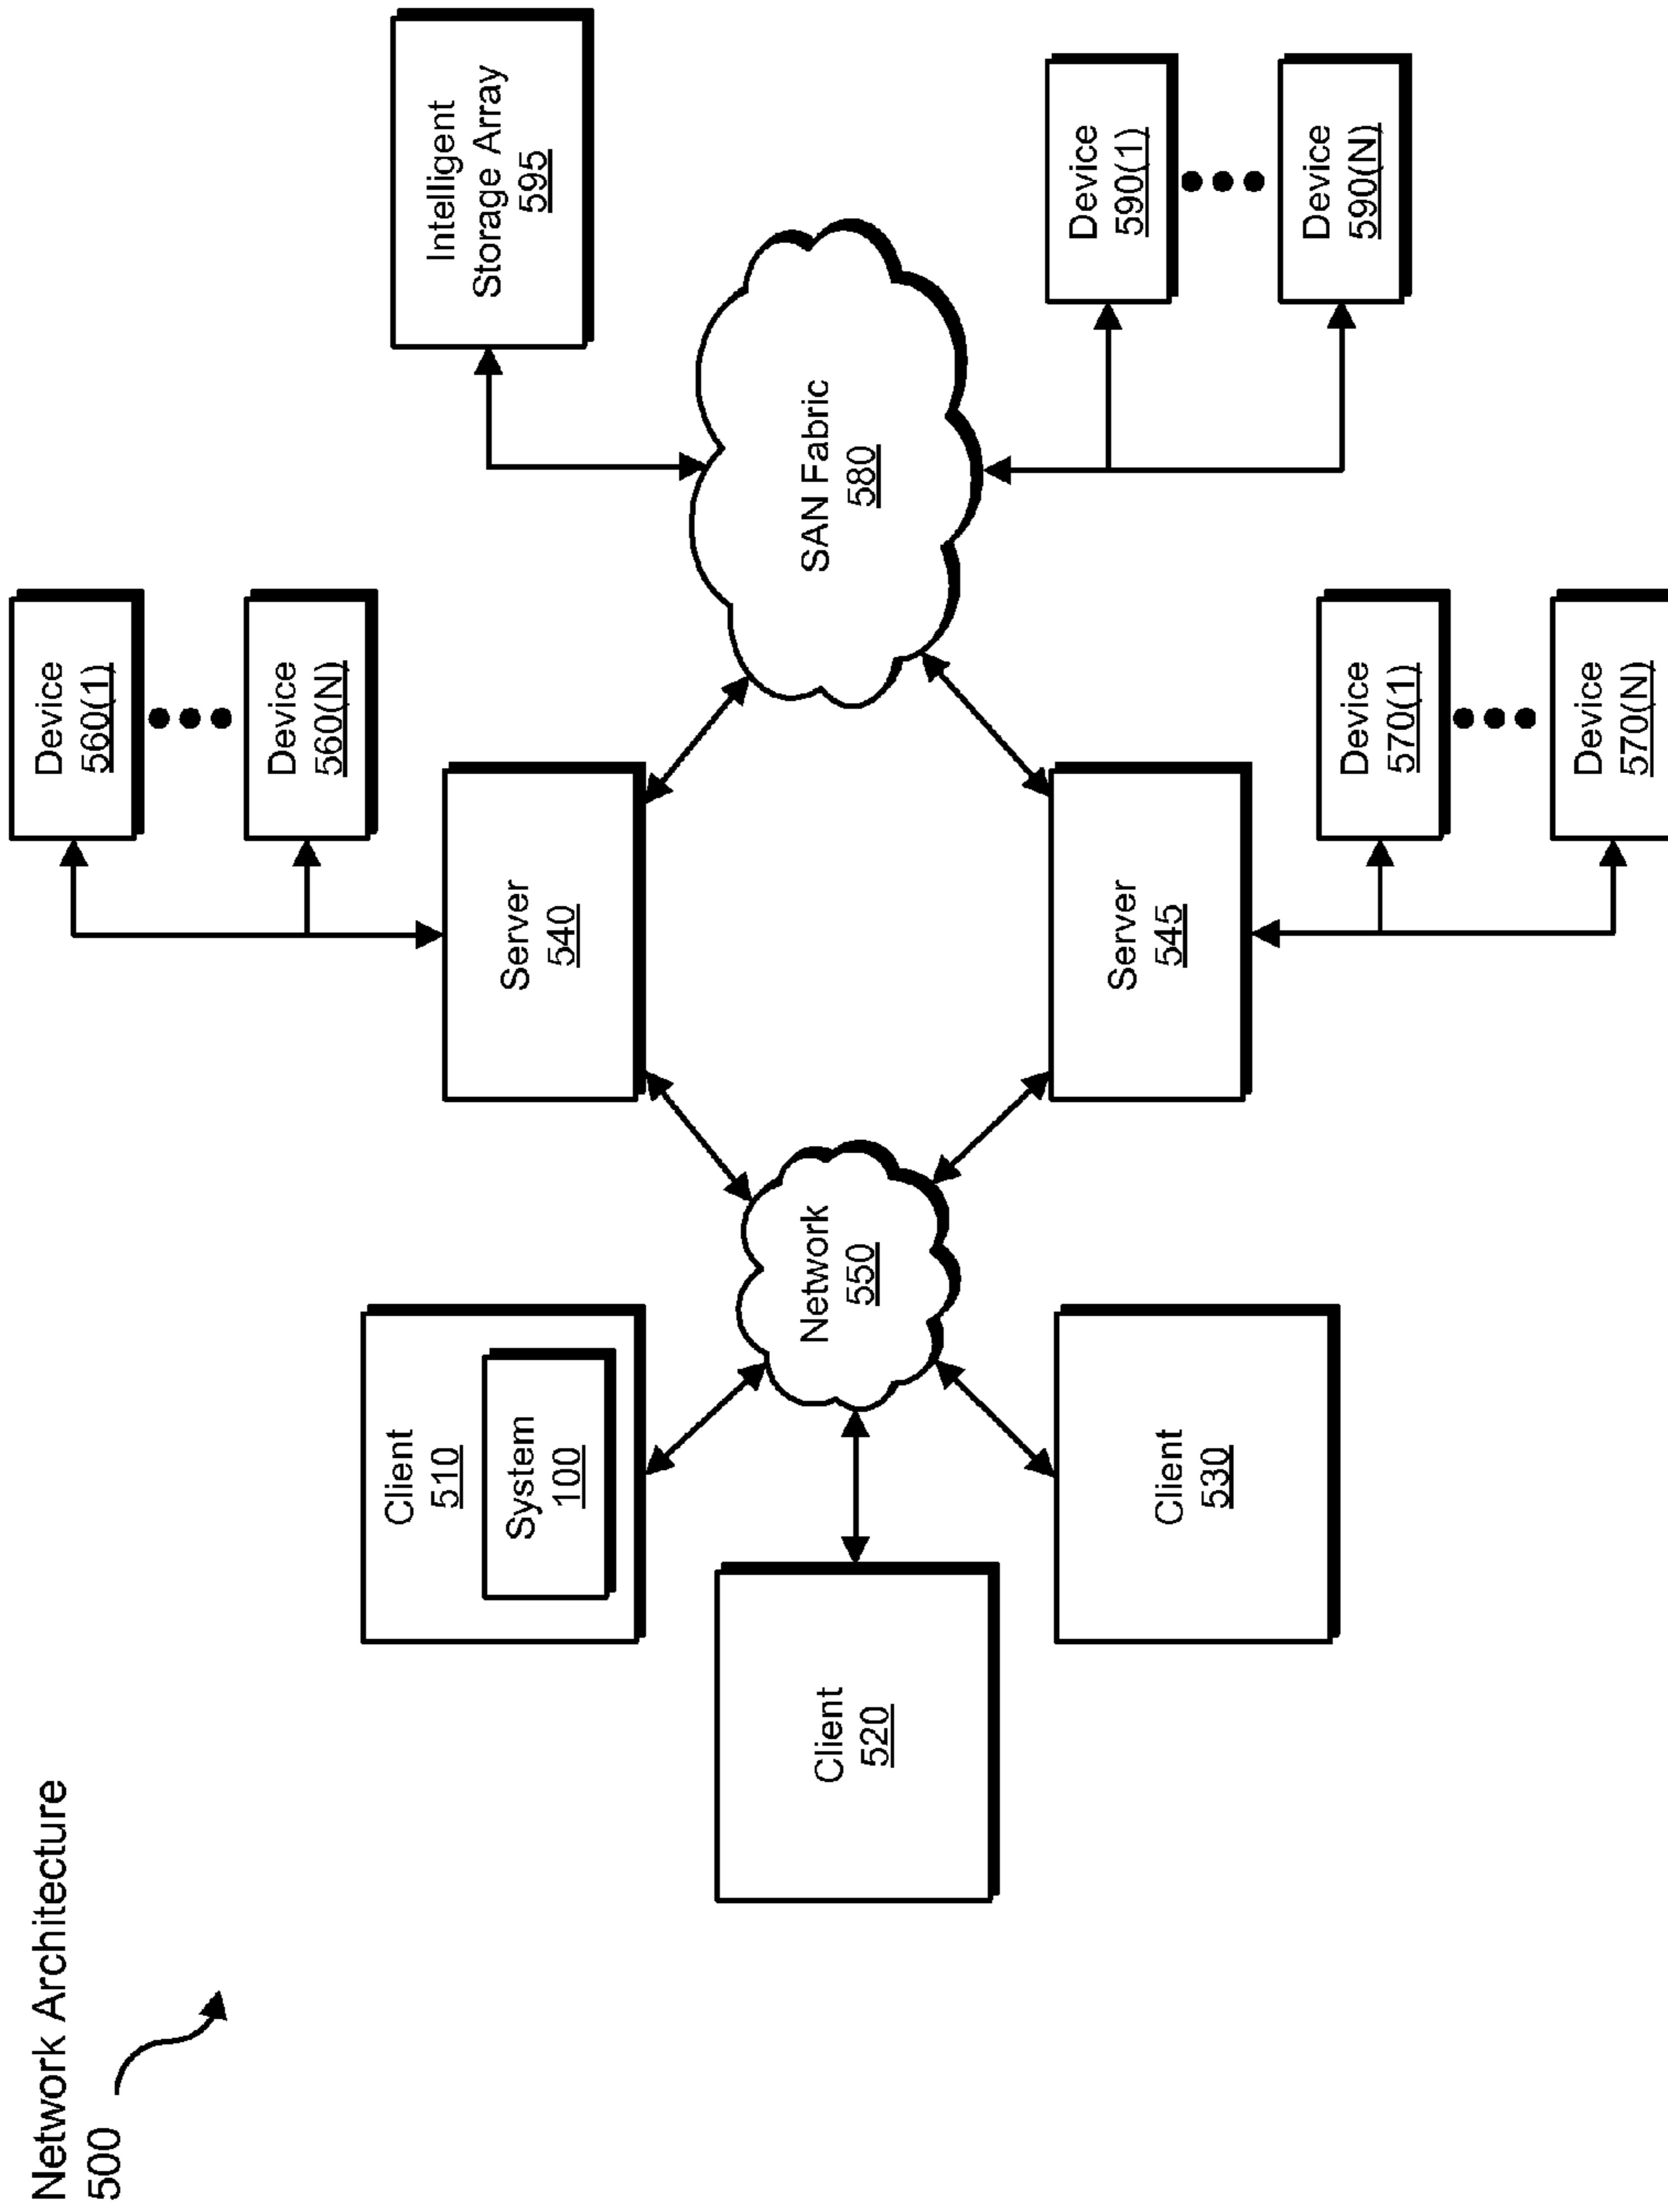 Network Architecture
500
Device
560(1)
Device
560(N)
Intelligent
Storage Array
595
Client
510
System
100
Server
540
Client
520
Network
550
SAN Fabric
580
Client
530
Server
545
Device
590(1)
Device
590(N)
Device
570(1)
Device
570(N)